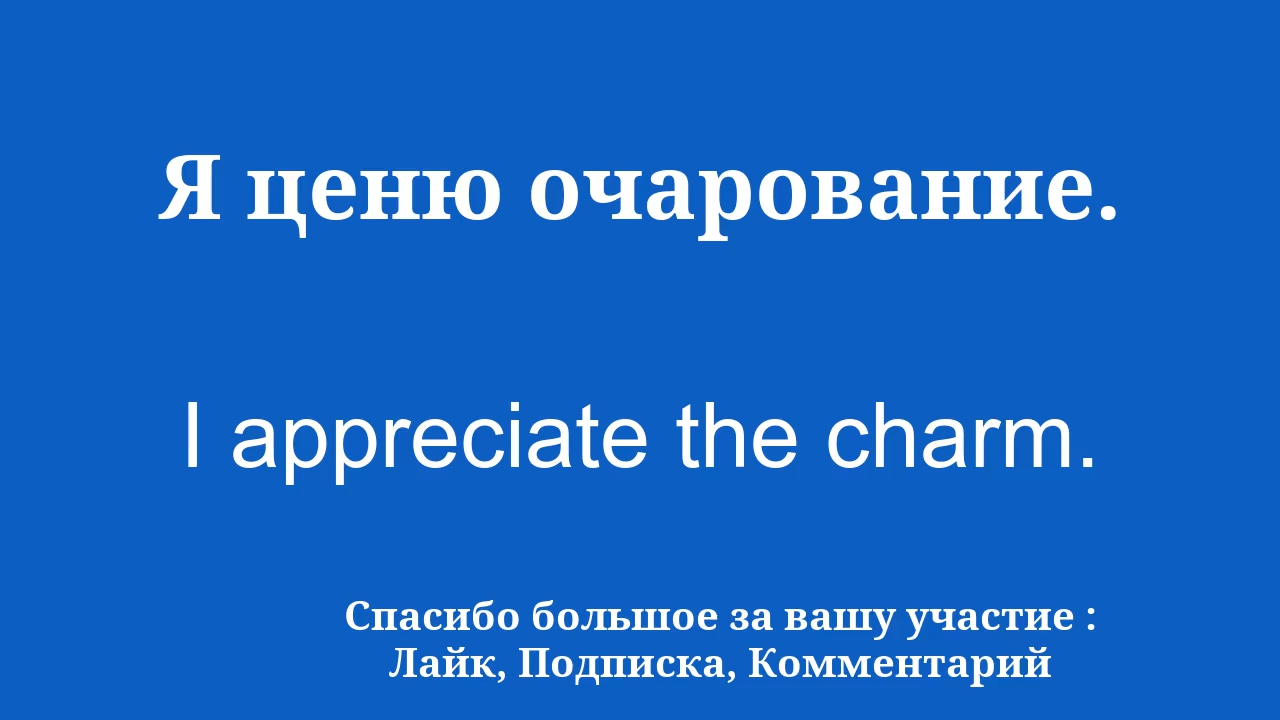 Я ценю очарование.
I appreciate the charm.
Спасибо большое за вашу участие :
Лайк, Подписка, Комментарий